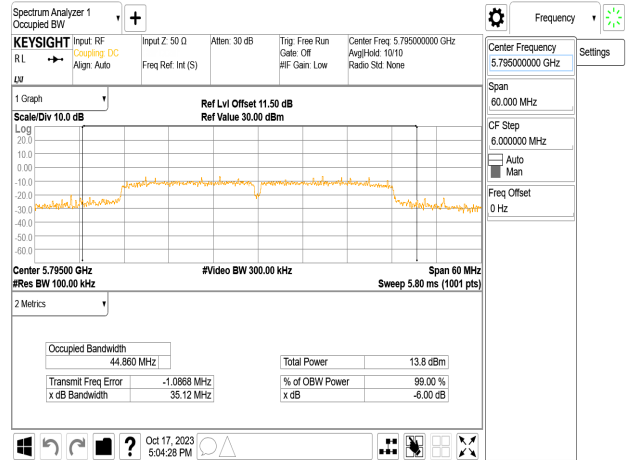 Spectrum Analyzer 1
Occupied BW
KEYSIGHT
Input: RF
Coupling: DC
Align: Auto
Input Z: 50 Ω
Freq Ref: Int (S)
Atten: 30 dB
Trig: Free Run
Gate: Off
#IF Gain: Low
Center Freq: 5.795000000 GHz
Avg|Hold: 10/10
Radio Std: None
R L
LXI
1 Graph
Scale/Div 10.0 dB
Ref Lvl Offset 11.50 dB
Ref Value 30.00 dBm
Log
20.0
10.0
0.00
-10.0
-20.0
-30.0
-40.0
-50.0
-60.0
Center 5.79500 GHz
#Video BW 300.00 kHz
Span 60 MHz
#Res BW 100.00 kHz
Sweep 5.80 ms (1001 pts)
2 Metrics
Occupied Bandwidth
44.860 MHz
Total Power 13.8 dBm
Transmit Freq Error -1.0868 MHz
% of OBW Power 99.00 %
x dB Bandwidth 35.12 MHz
x dB -6.00 dB
Oct 17, 2023
5:04:28 PM
Frequency
Settings
Center Frequency
5.795000000 GHz
Span
60.000 MHz
CF Step
6.000000 MHz
Auto
Man
Freq Offset
0 Hz